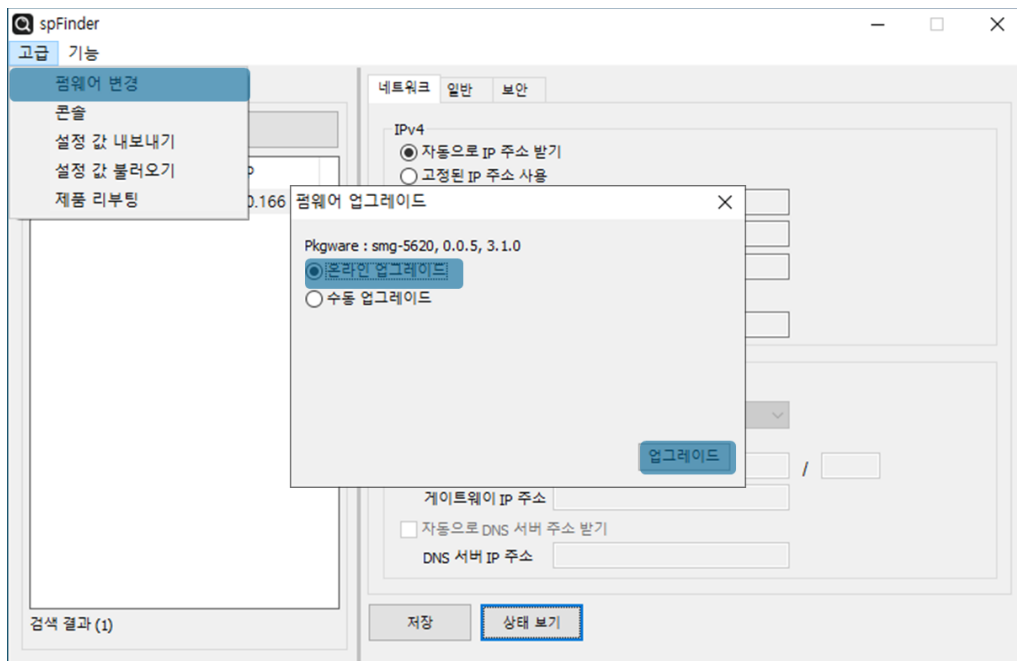 spFinder
고급 기능
펌웨어 변경
콘솔
설정 값 내보내기
설정 값 불러오기
제품 리부팅
0.166
검색 결과 (1)
네트워크 일반 보안
IPv4
자동으로 IP 주소 받기
고정된 IP 주소 사용
펌웨어 업그레이드
Pkgware : smg-5620, 0.0.5, 3.1.0
온라인 업그레이드
수동 업그레이드
업그레이드
/
게이트웨이 IP 주소
자동으로 DNS 서버 주소 받기
DNS 서버 IP 주소
저장 상태 보기